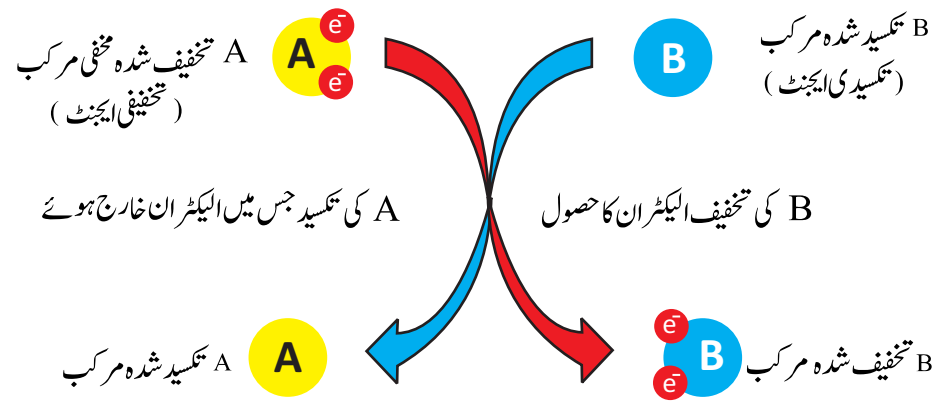 B تکسید شدہ مرکب
(تکسیدی ایجنٹ)
B
A تخفیف شدہ مخفی مرکب
(تخفیفی ایجنٹ)
A
e⁻
e⁻
B کی تخفیف الیکٹران کا حصول
A کی تکسید جس میں الیکٹران خارج ہوئے
B تخفیف شدہ مرکب
B
e⁻
e⁻
A
A تکسید شدہ مرکب